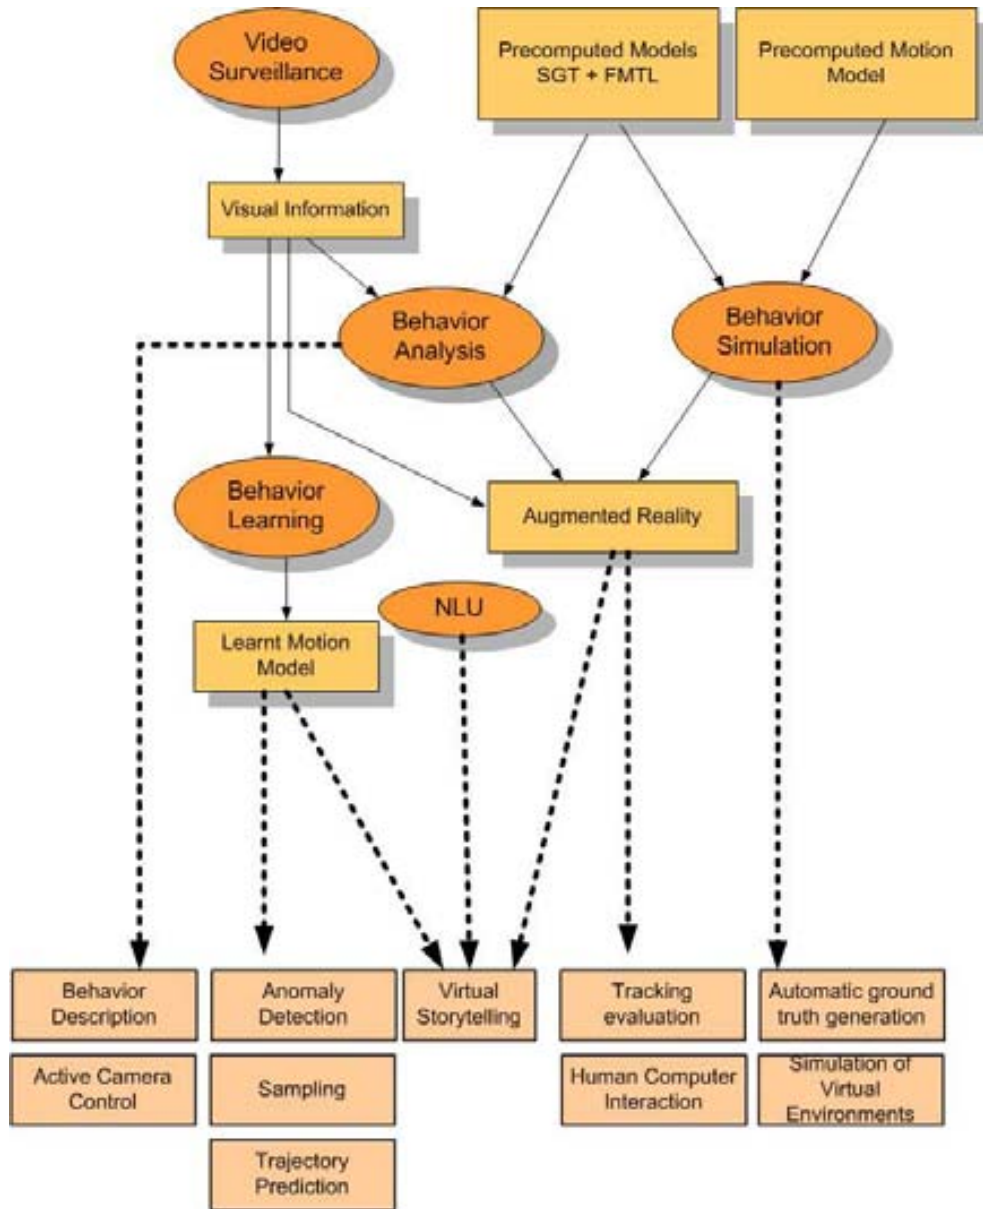 Video
Surveillance
Precomputed Models
SGT + FMTL
Precomputed Motion
Model
Visual Information
Behavior
Analysis
Behavior
Simulation
Behavior
Learning
Augmented Reality
NLU
Learnt Motion
Model
Behavior
Description
Anomaly
Detection
Virtual
Storytelling
Tracking
evaluation
Automatic ground
truth generation
Active Camera
Control
Sampling
Human Computer
Interaction
Simulation of
Virtual
Environments
Trajectory
Prediction